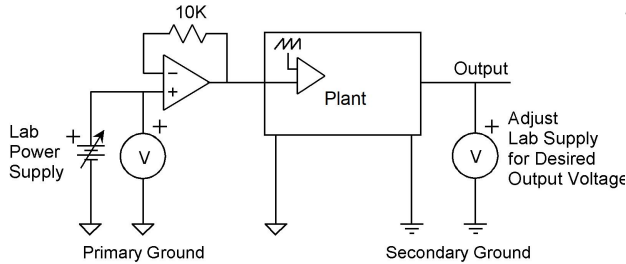 10K
−
+
Plant
Output
Lab
Power
Supply
+
V
+
V
+
Adjust
Lab Supply
for Desired
Output Voltage
Primary Ground
Secondary Ground